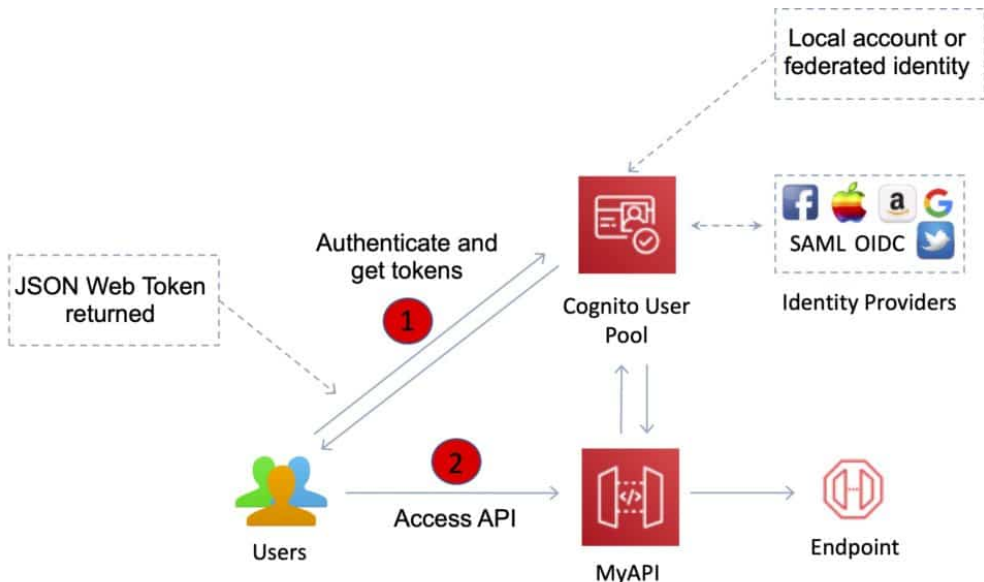 Local account or
federated identity
Authenticate and
get tokens
f
a
G
SAML OIDC
JSON Web Token
returned
1
Cognito User
Pool
Identity Providers
2
</>
Access API
Users
MyAPI
Endpoint